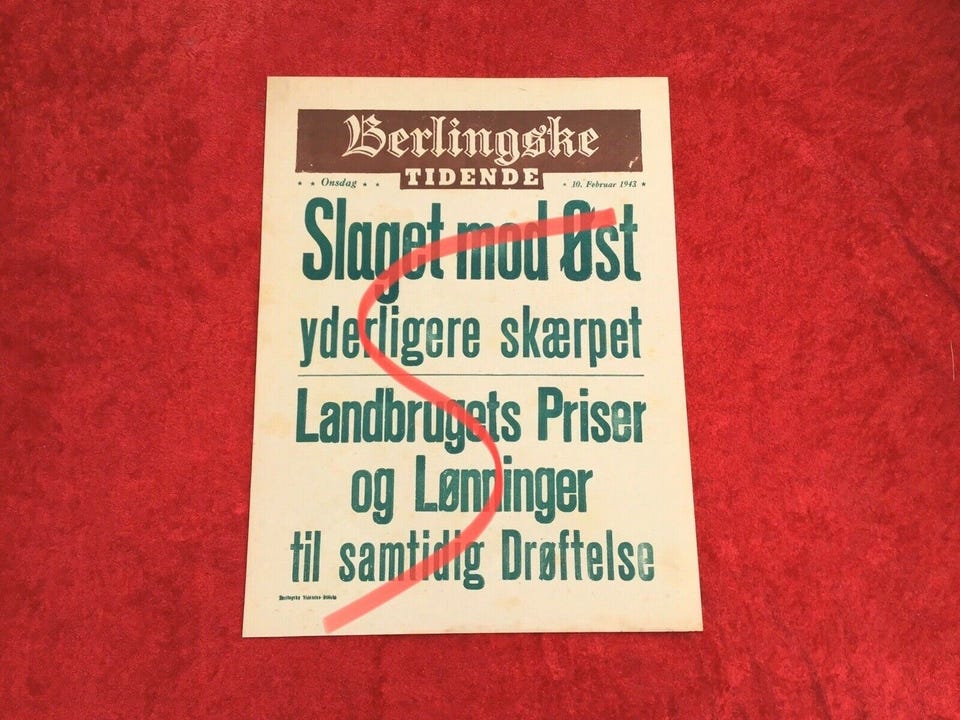 Berlingske
TIDENDE
* * Onsdag * *
* 10. Februar 1943 *
Slaget mod Øst
yderligere skærpet
Landbrugets Priser
og Lønninger
til samtidig Drøftelse